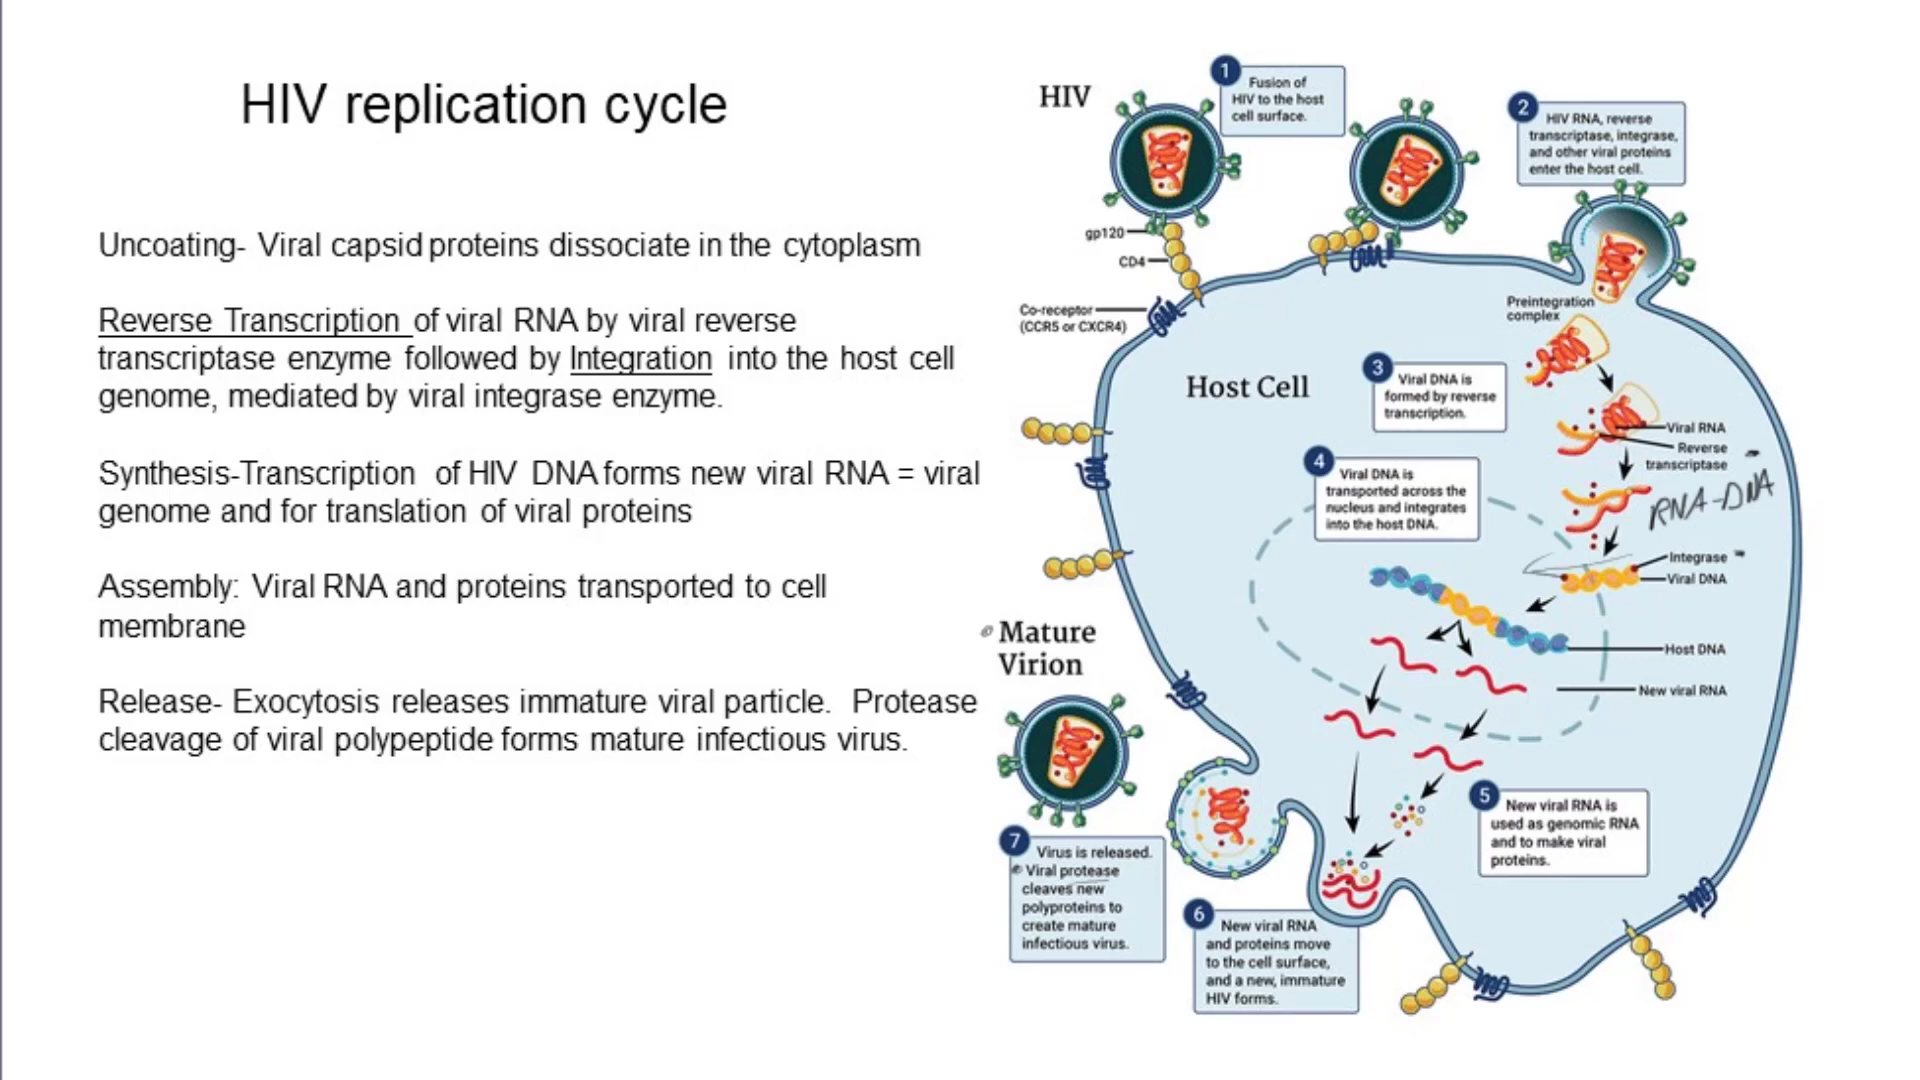 HIV replication cycle
Uncoating- Viral capsid proteins dissociate in the cytoplasm
Reverse Transcription of viral RNA by viral reverse
transcriptase enzyme followed by Integration into the host cell
genome, mediated by viral integrase enzyme.
Synthesis-Transcription of HIV DNA forms new viral RNA = viral
genome and for translation of viral proteins
Assembly: Viral RNA and proteins transported to cell
membrane
Release- Exocytosis releases immature viral particle. Protease
cleavage of viral polypeptide forms mature infectious virus.
HIV
1
Fusion of
HIV to the host
cell surface.
2
HIV RNA, reverse
transcriptase, integrase,
and other viral proteins
enter the host cell.
gp120
CD4
Co-receptor
(CCR5 or CXCR4)
Preintegration
complex
Host Cell
3
Viral DNA is
formed by reverse
transcription.
Viral RNA
Reverse
transcriptase
RNA-DNA
4
Viral DNA is
transported across the
nucleus and integrates
into the host DNA.
Integrase
Viral DNA
Host DNA
New viral RNA
Mature
Virion
5
New viral RNA is
used as genomic RNA
and to make viral
proteins.
7
Virus is released.
Viral protease
cleaves new
polyproteins to
create mature
infectious virus.
6
New viral RNA
and proteins move
to the cell surface,
and a new, immature
HIV forms.